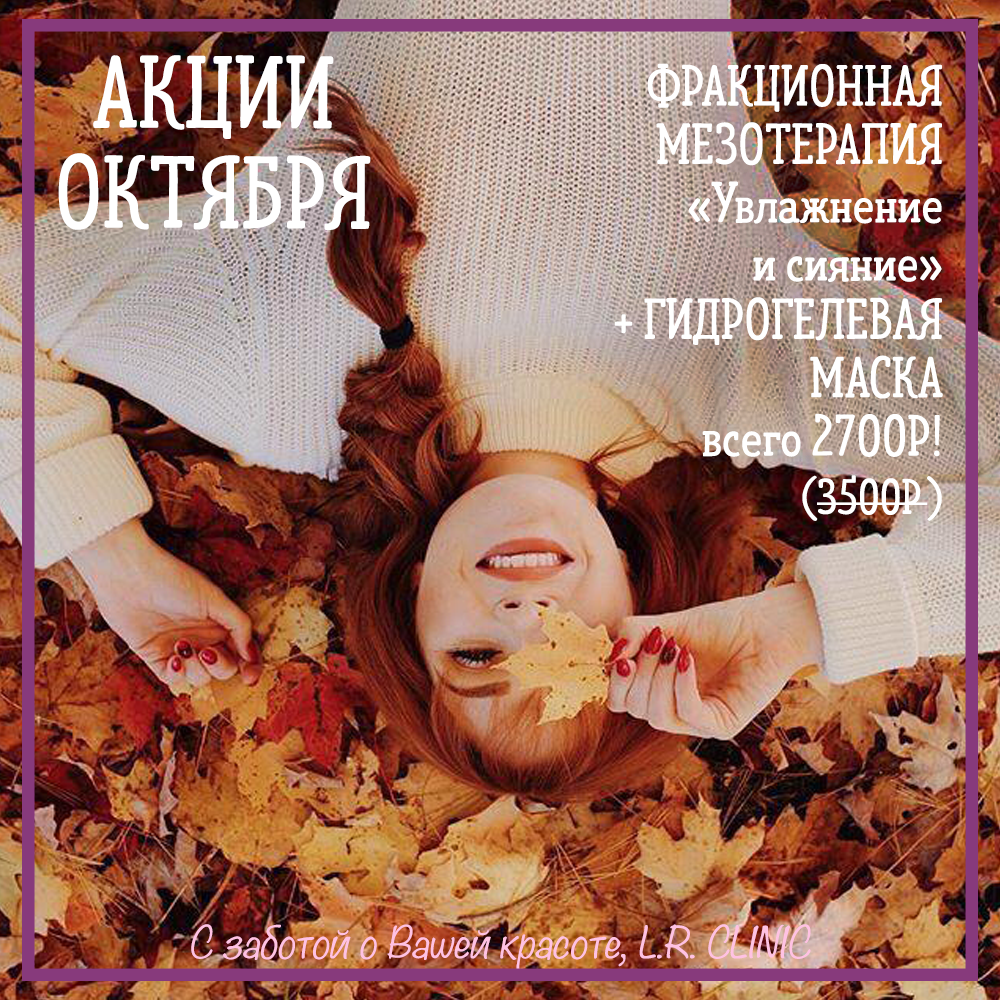 АКЦИИ
ОКТЯБРЯ
ФРАКЦИОННАЯ
МЕЗОТЕРАПИЯ
«Увлажнение
и сияние»
+ ГИДРОГЕЛЕВАЯ
МАСКА
всего 2700Р!
(3500Р)
С заботой о Вашей красоте, L.R. CLINIC